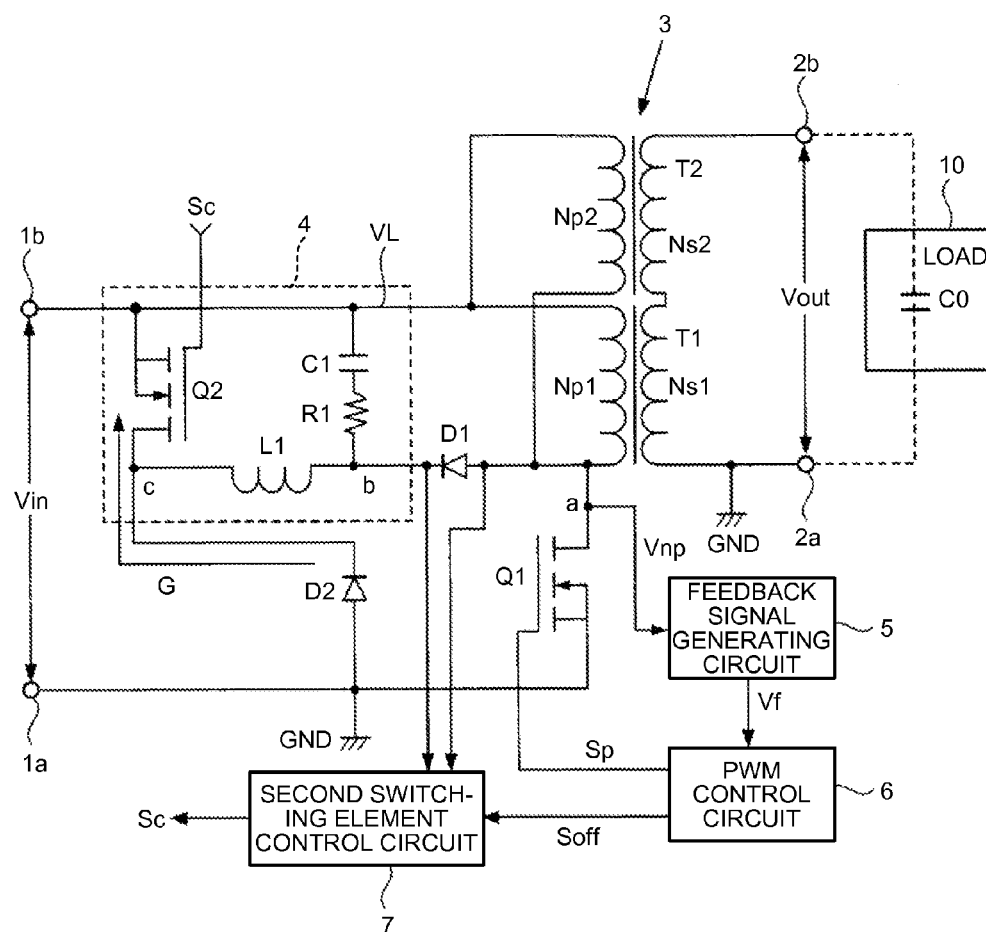 3
2b
T2
10
Sc
4
VL
Np2
Ns2
LOAD
1b
Vout
C0
C1
T1
Q2
Np1
Ns1
R1
L1
D1
c
b
Vin
a
2a
GND
Vnp
G
D2
Q1
FEEDBACK
SIGNAL
GENERATING
CIRCUIT
5
Vf
1a
GND
Sp
PWM
CONTROL
CIRCUIT
6
SECOND SWITCH-
ING ELEMENT
CONTROL CIRCUIT
Sc
Soff
7